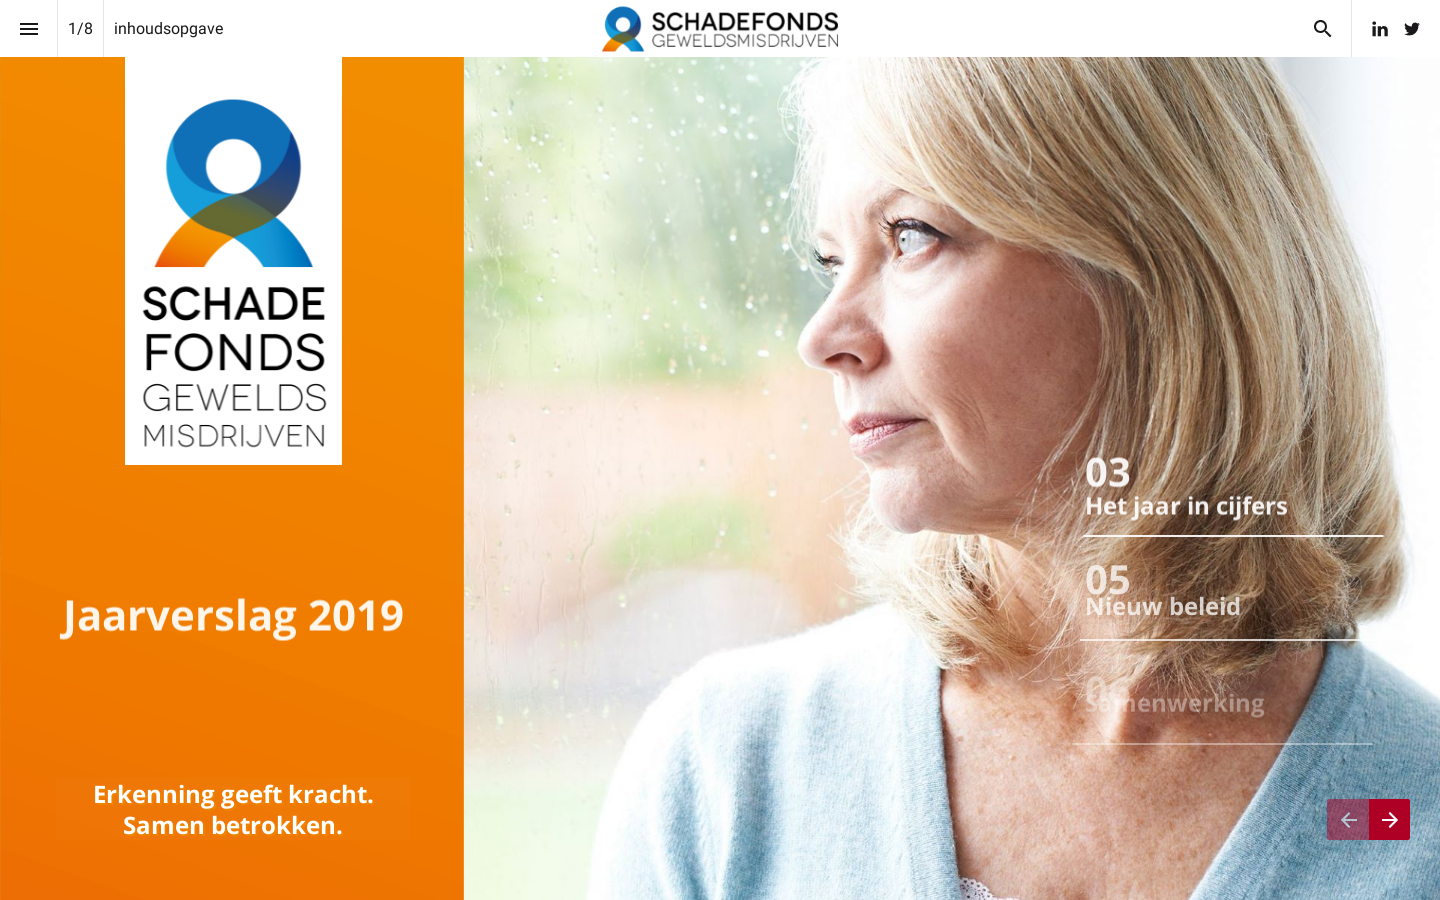 1/8
inhoudsopgave
SCHADEFONDS
GEWELDSMISDRIJVEN
SCHADE
FONDS
GEWELDS
MISDRIJVEN
Jaarverslag 2019
Erkenning geeft kracht.
Samen betrokken.
03
Het jaar in cijfers
05
Nieuw beleid
Samenwerking